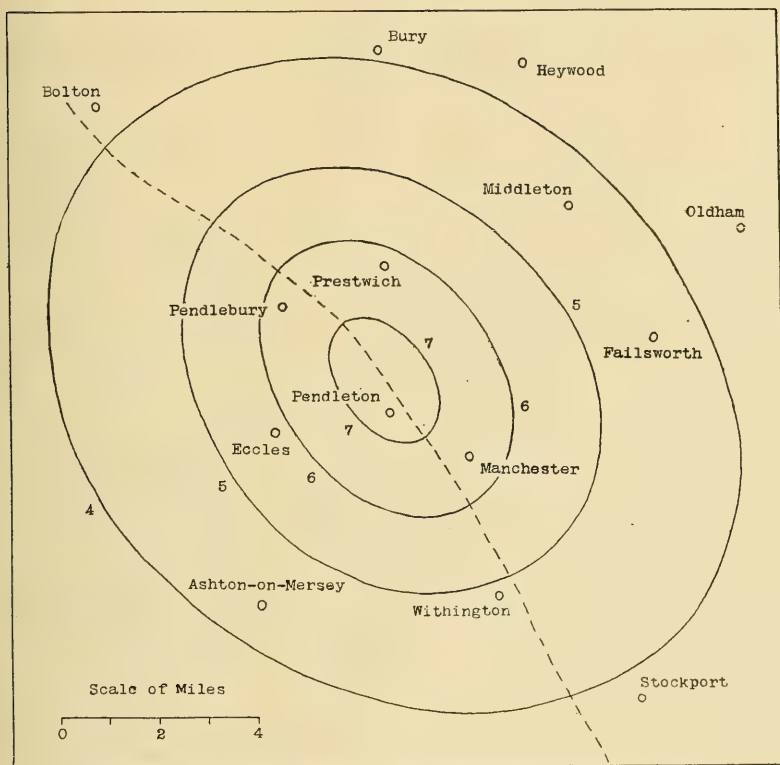 Bury
Heywood
Bolton
Middleton
Oldham
Prestwich
5
Pendlebury
7
Failsworth
Pendleton
6
7
Eccles
Manchester
6
5
4
Ashton-on-Mersey
Withington
Stockport
Scale of Miles
0 2 4